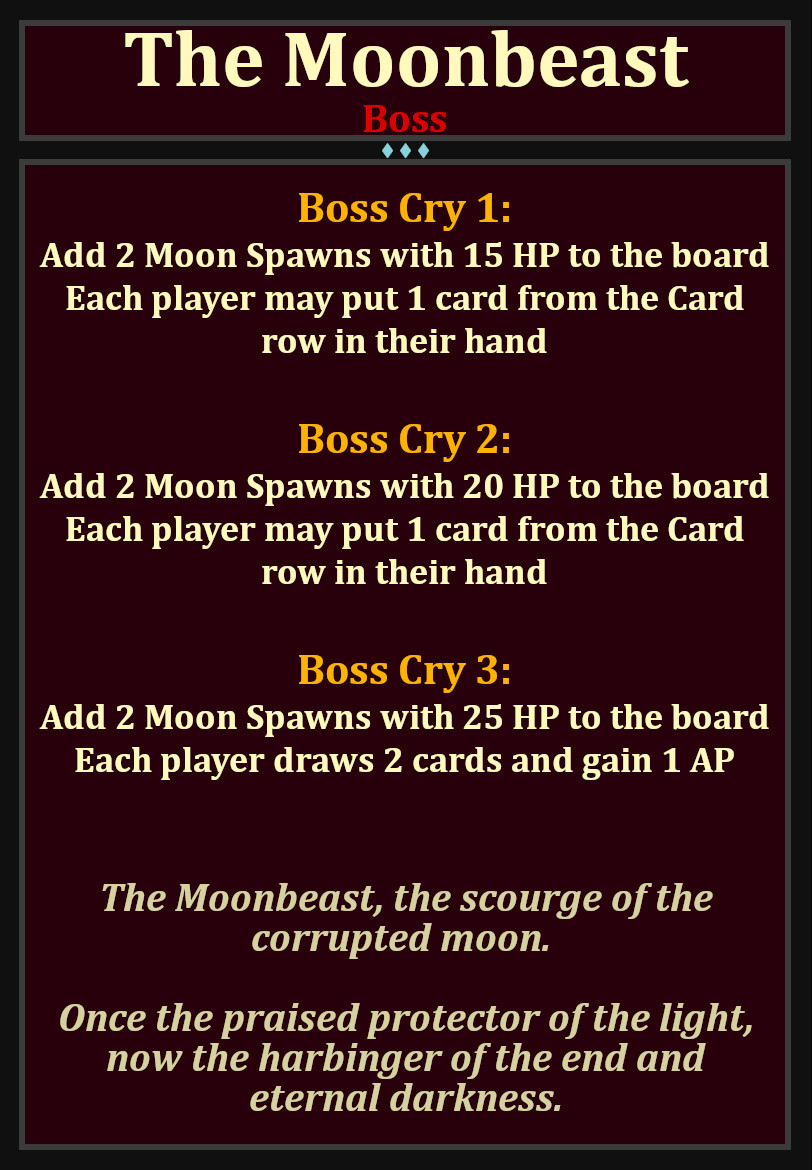 The Moonbeast
Boss
Boss Cry 1:
Add 2 Moon Spawns with 15 HP to the board
Each player may put 1 card from the Card
row in their hand
Boss Cry 2:
Add 2 Moon Spawns with 20 HP to the board
Each player may put 1 card from the Card
row in their hand
Boss Cry 3:
Add 2 Moon Spawns with 25 HP to the board
Each player draws 2 cards and gain 1 AP
The Moonbeast, the scourge of the
corrupted moon.
Once the praised protector of the light,
now the harbinger of the end and
eternal darkness.